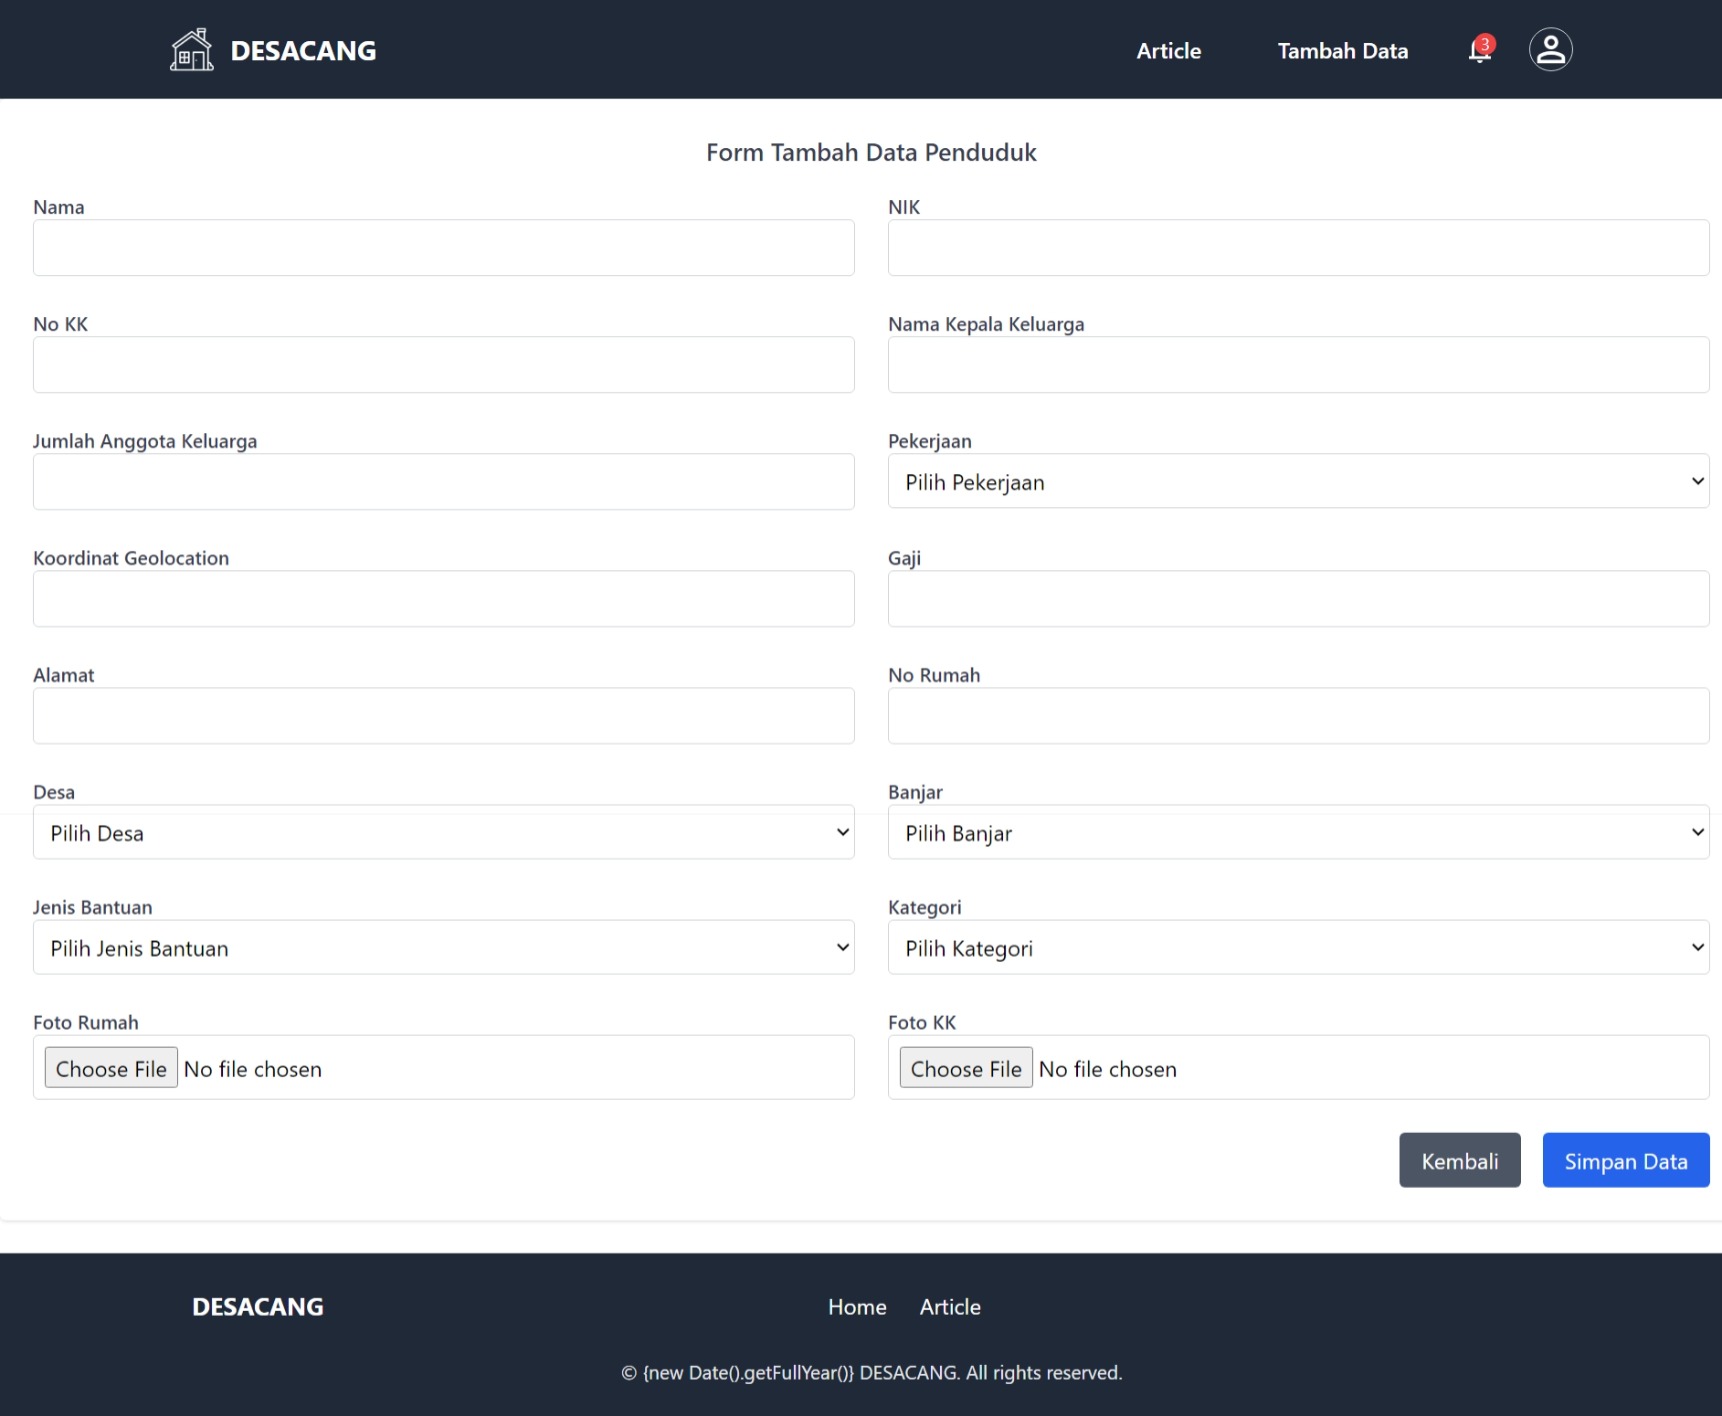 DESACANG
Article
Tambah Data
3
Form Tambah Data Penduduk
Nama
NIK
No KK
Nama Kepala Keluarga
Jumlah Anggota Keluarga
Pekerjaan
Pilih Pekerjaan
Koordinat Geolocation
Gaji
Alamat
No Rumah
Desa
Banjar
Pilih Desa
Pilih Banjar
Jenis Bantuan
Kategori
Pilih Jenis Bantuan
Pilih Kategori
Foto Rumah
Foto KK
Choose File No file chosen
Choose File No file chosen
Kembali
Simpan Data
DESACANG
Home
Article
© {new Date().getFullYear()} DESACANG. All rights reserved.